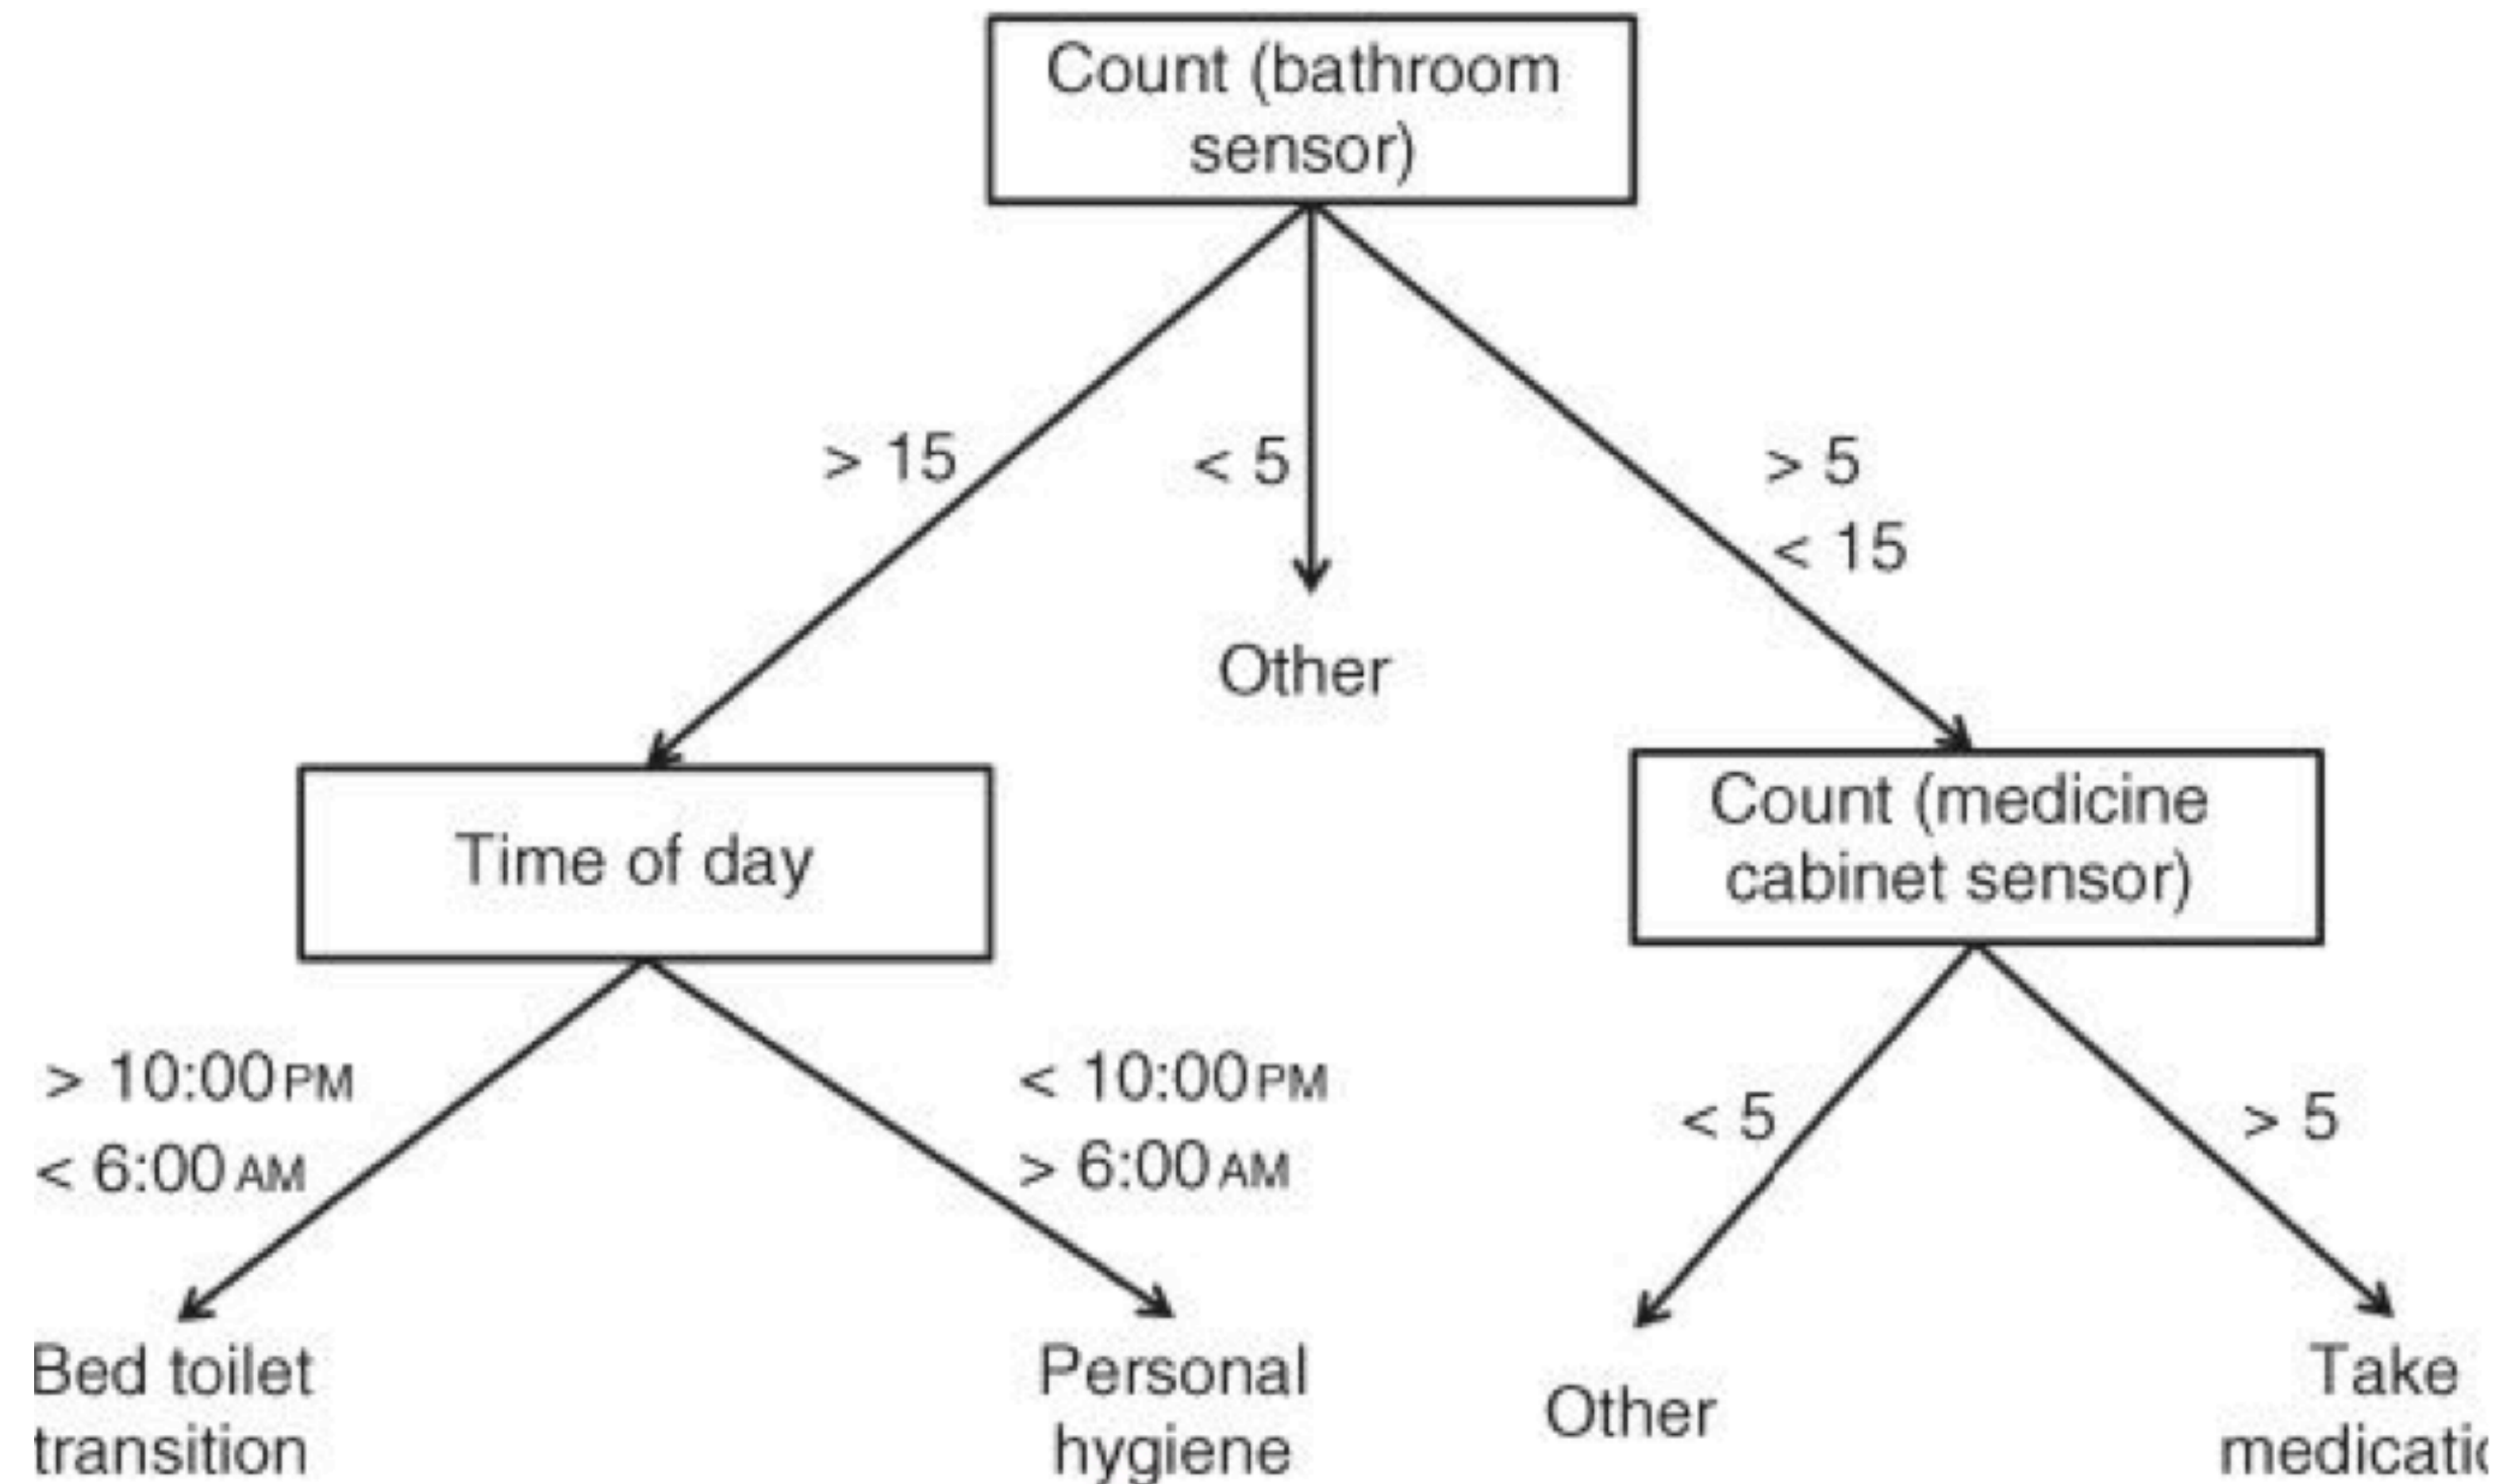 Count (bathroom
sensor)
> 15
< 5
> 5
< 15
Other
Time of day
Count (medicine
cabinet sensor)
> 10:00 PM
< 6:00 AM
< 10:00 PM
> 6:00 AM
< 5
> 5
Bed toilet
transition
Personal
hygiene
Other
Take